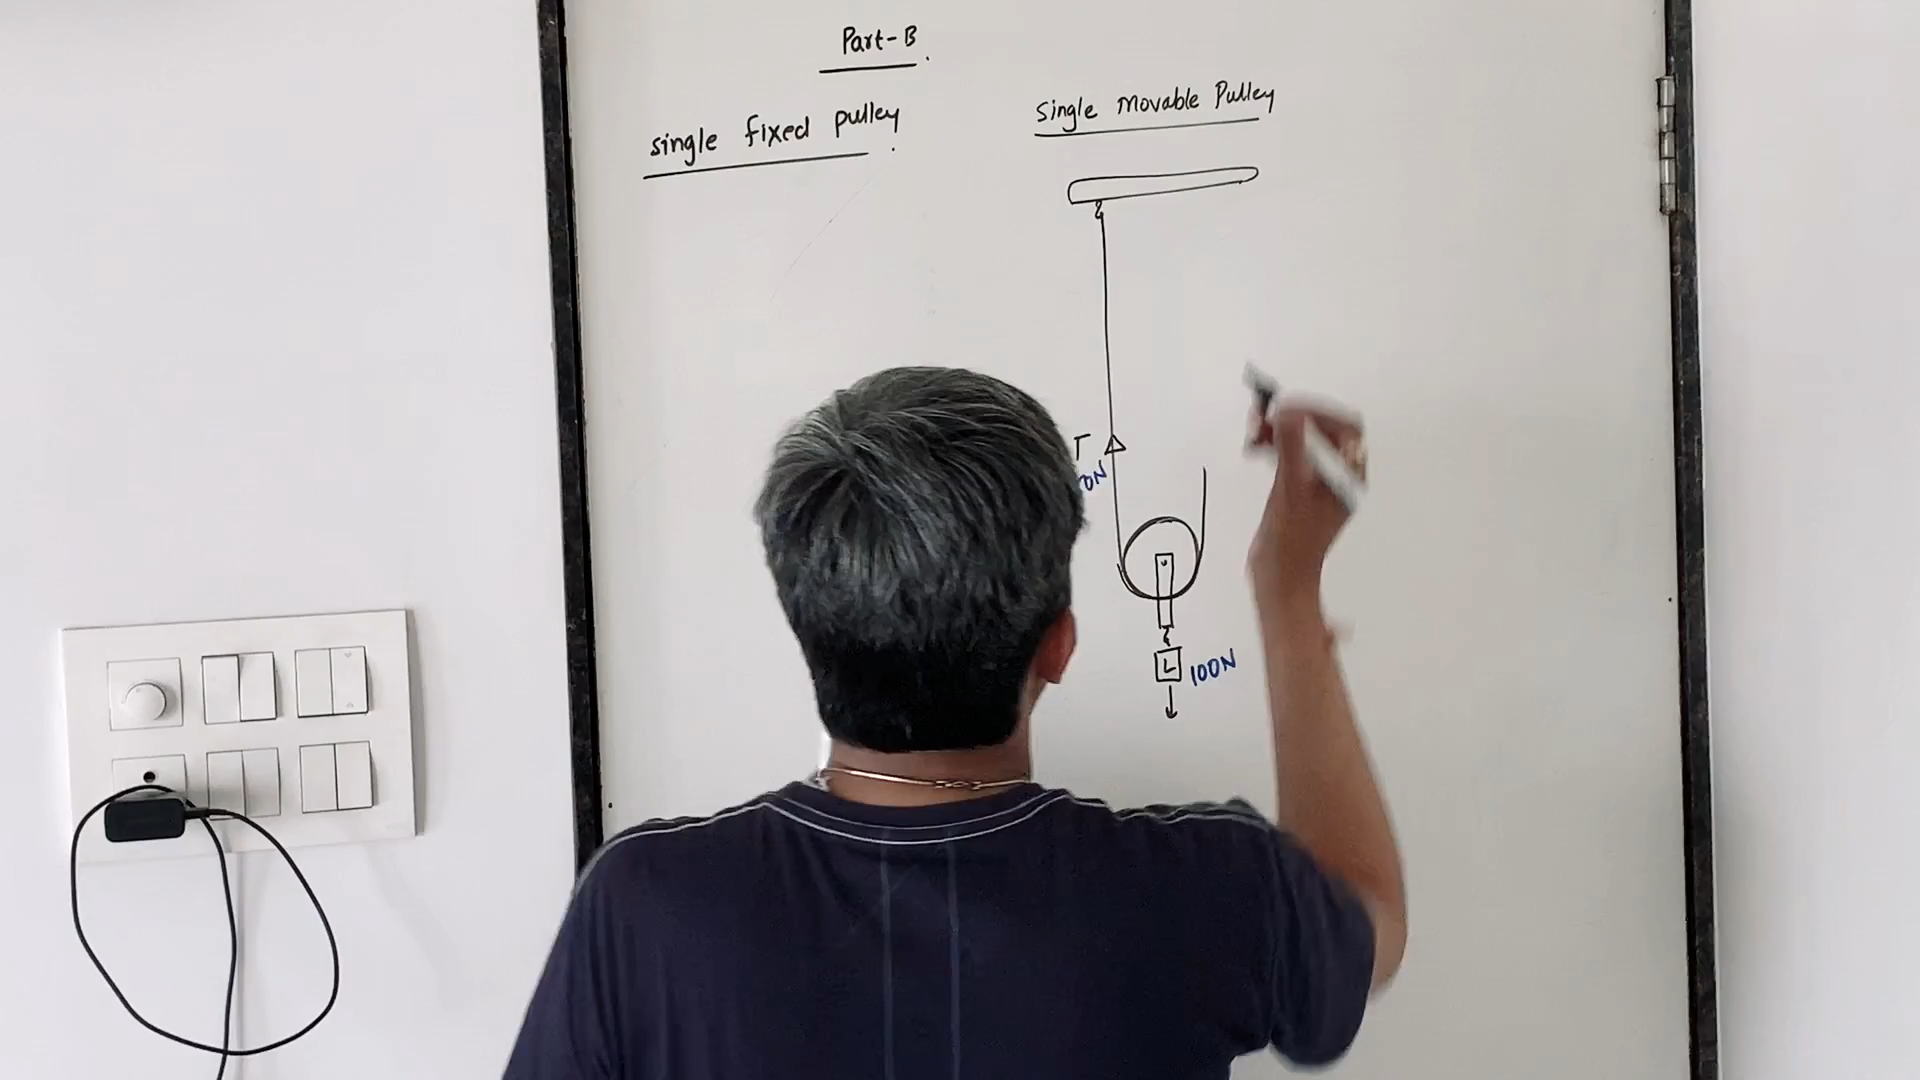 Part-B.
single fixed pulley.
Single Movable Pulley
T
100N
L